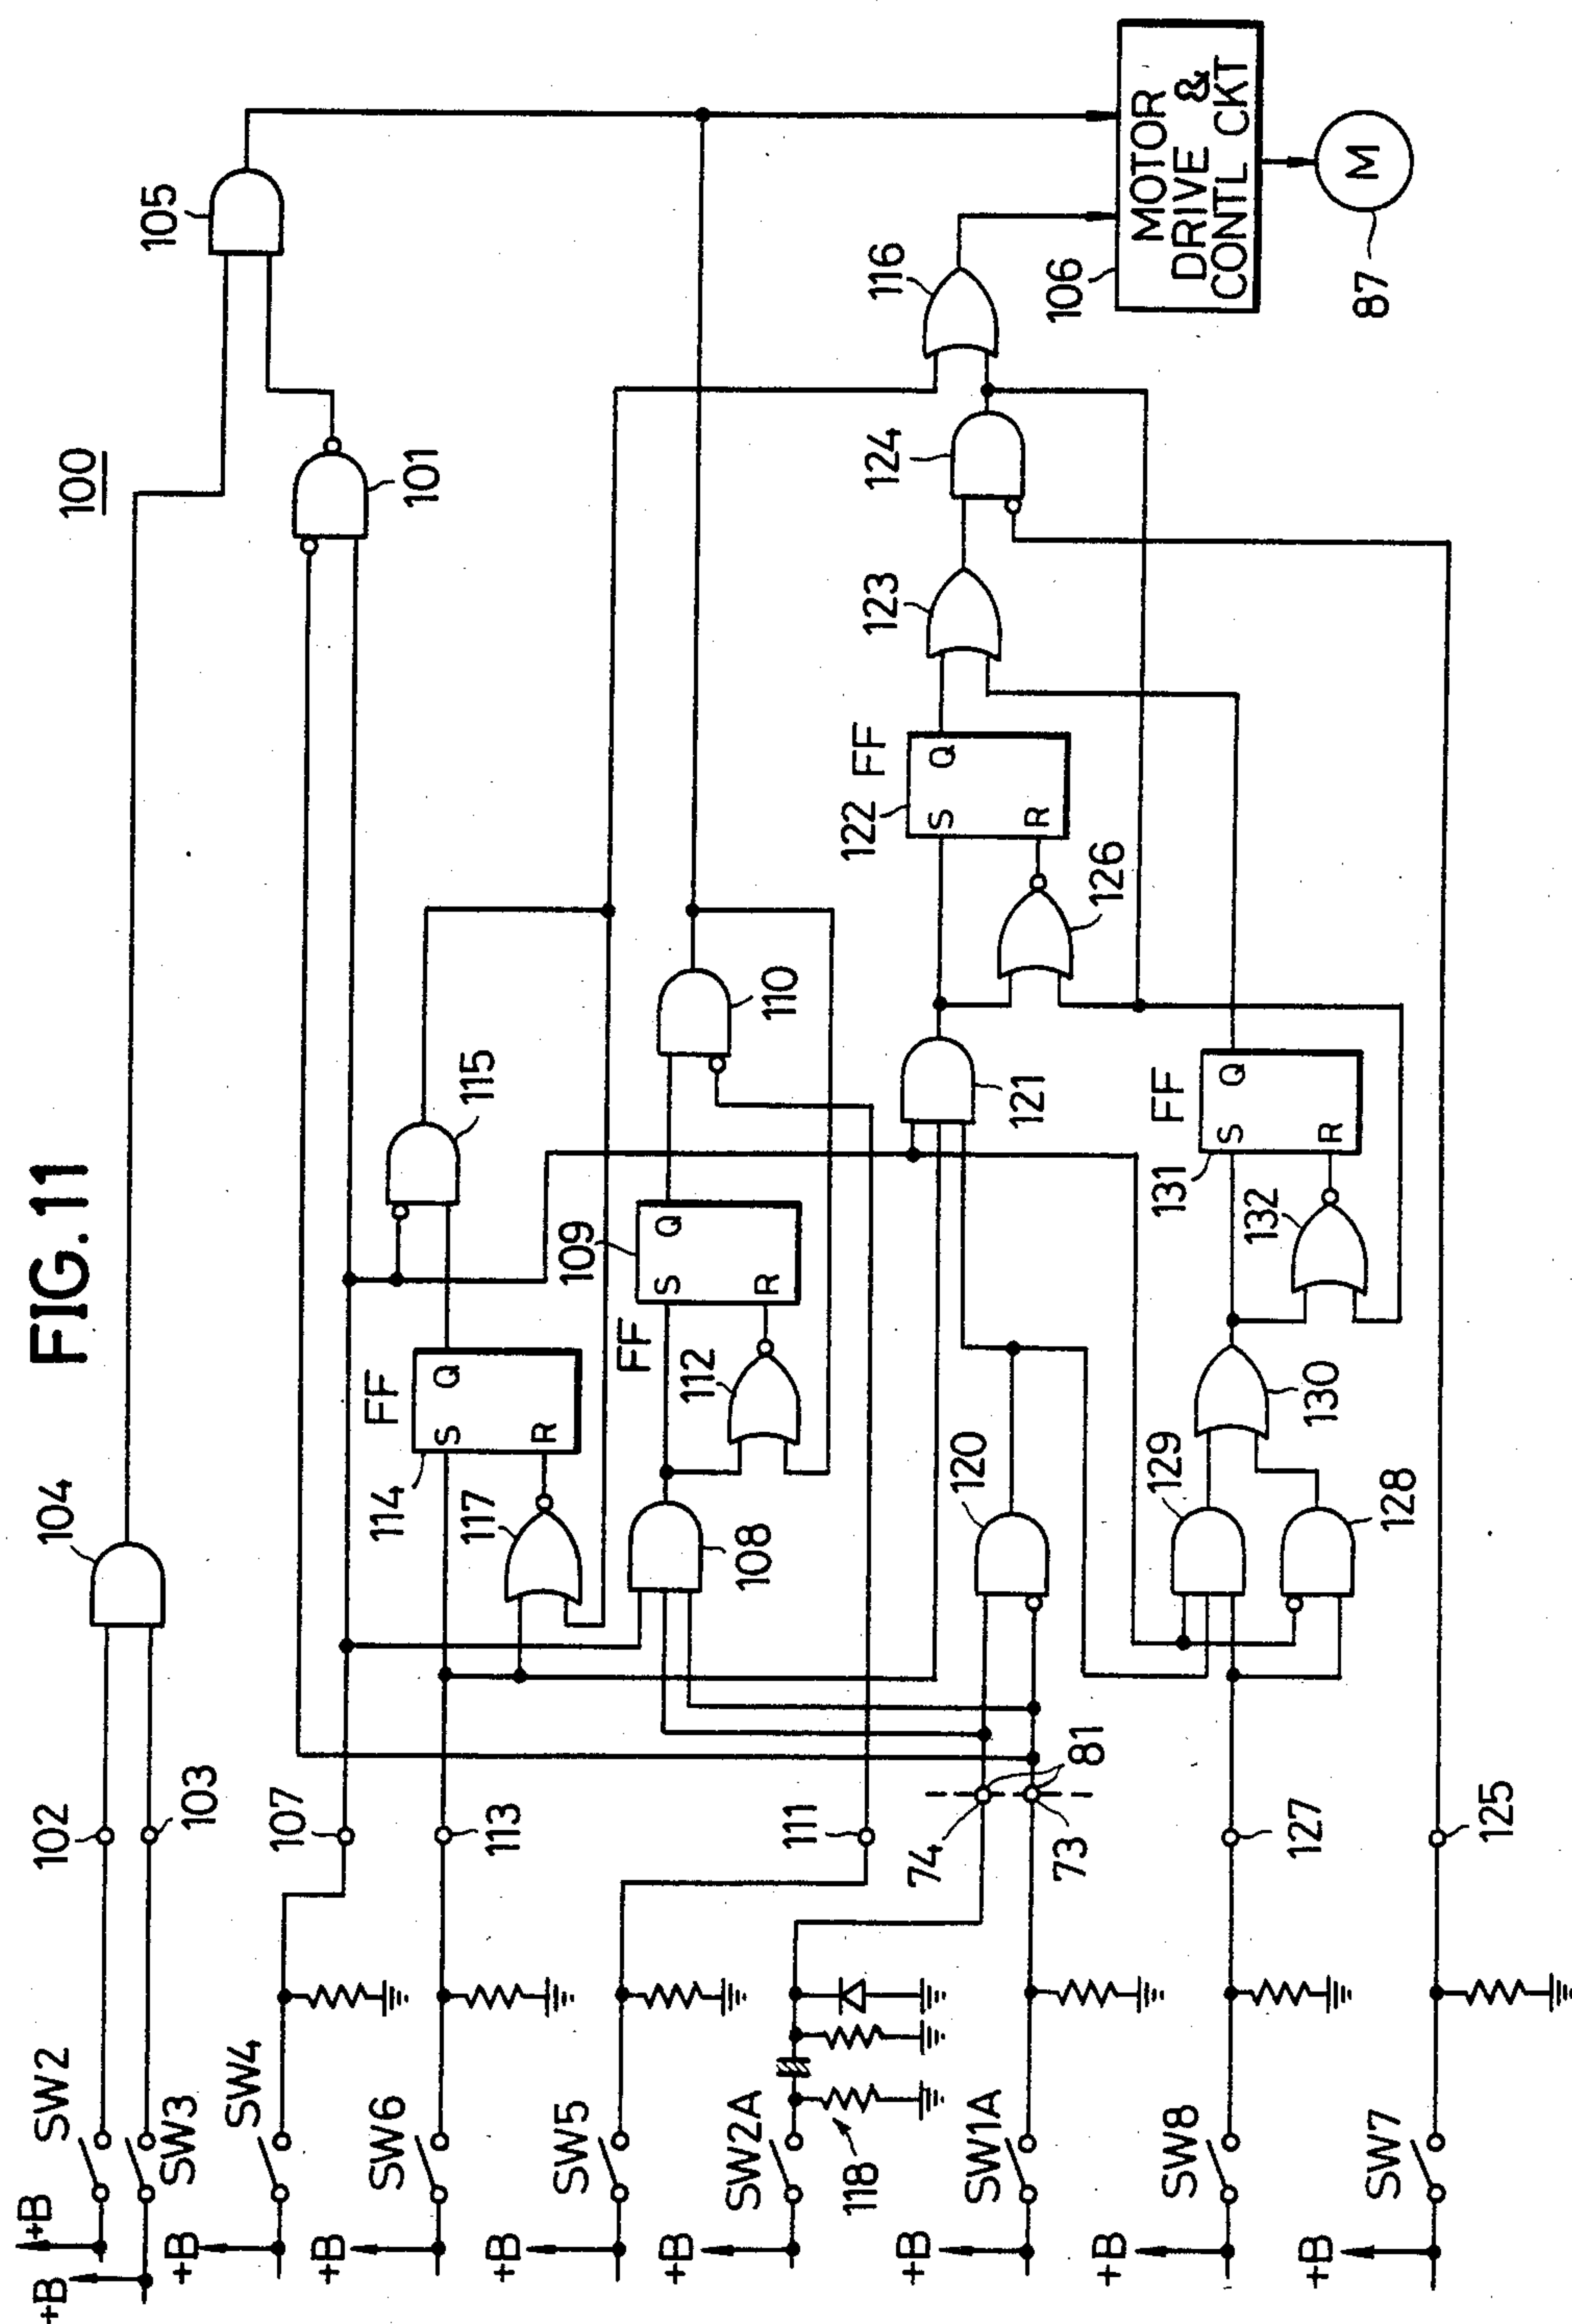 FIG. 11
100
+B
SW2
102
+B
SW3
103
104
105
+B
SW4
107
101
+B
SW6
113
114
FF
S
Q
R
117
115
+B
SW5
111
108
FF
109
S
Q
R
112
110
+B
SW2A
118
74
81
+B
SW1A
73
120
121
122
FF
S
Q
R
126
123
124
116
106
MOTOR
DRIVE &
CONTL CKT
M
87
+B
SW8
127
129
128
130
131
FF
S
Q
R
132
+B
SW7
125